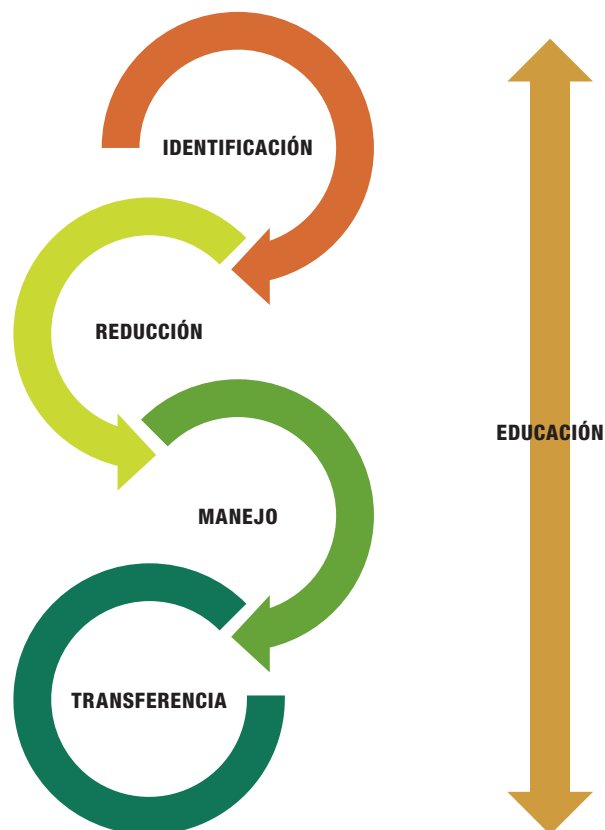 IDENTIFICACIÓN
REDUCCIÓN
EDUCACIÓN
MANEJO
TRANSFERENCIA